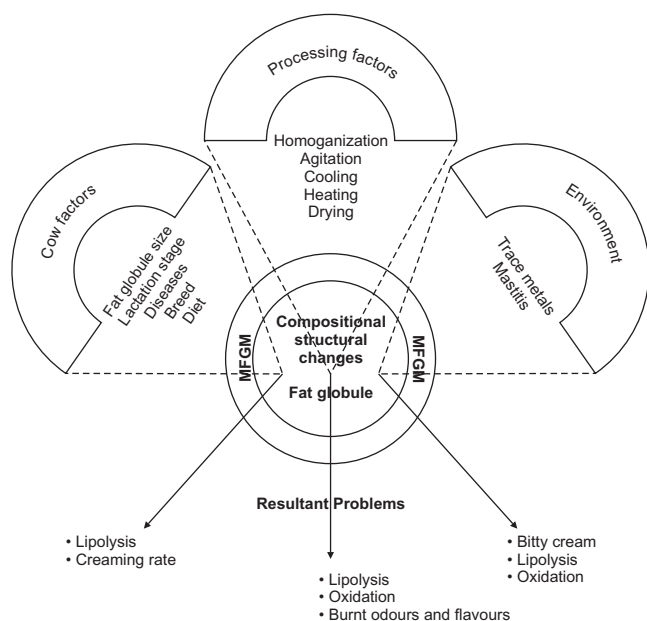 Processing factors
Homoganization
Agitation
Cooling
Heating
Drying
Cow factors
Fat globule size
Lactation stage
Diseases
Breed
Diet
Environment
Trace metals
Mastitis
MFGM
Compositional
structural
changes
Fat globule
MFGM
Resultant Problems
• Lipolysis
• Creaming rate
• Lipolysis
• Oxidation
• Burnt odours and flavours
• Bitty cream
• Lipolysis
• Oxidation